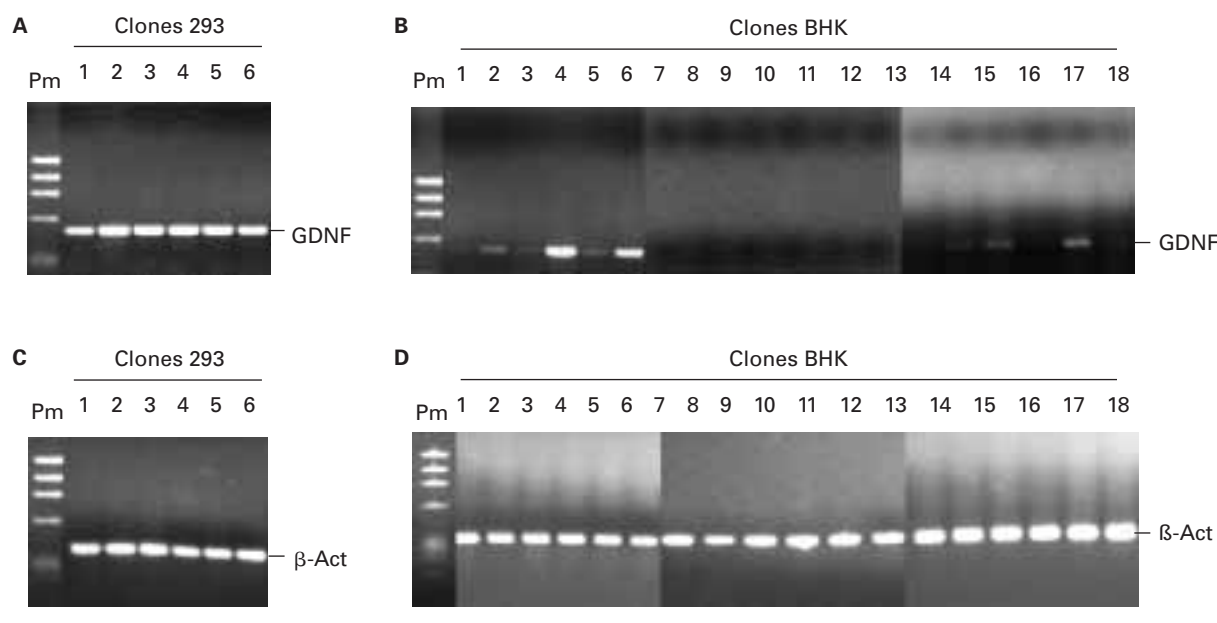 A Clones 293
Pm 1 2 3 4 5 6
GDNF
B Clones BHK
Pm 1 2 3 4 5 6 7 8 9 10 11 12 13 14 15 16 17 18
GDNF
C Clones 293
Pm 1 2 3 4 5 6
β-Act
D Clones BHK
Pm 1 2 3 4 5 6 7 8 9 10 11 12 13 14 15 16 17 18
ß-Act